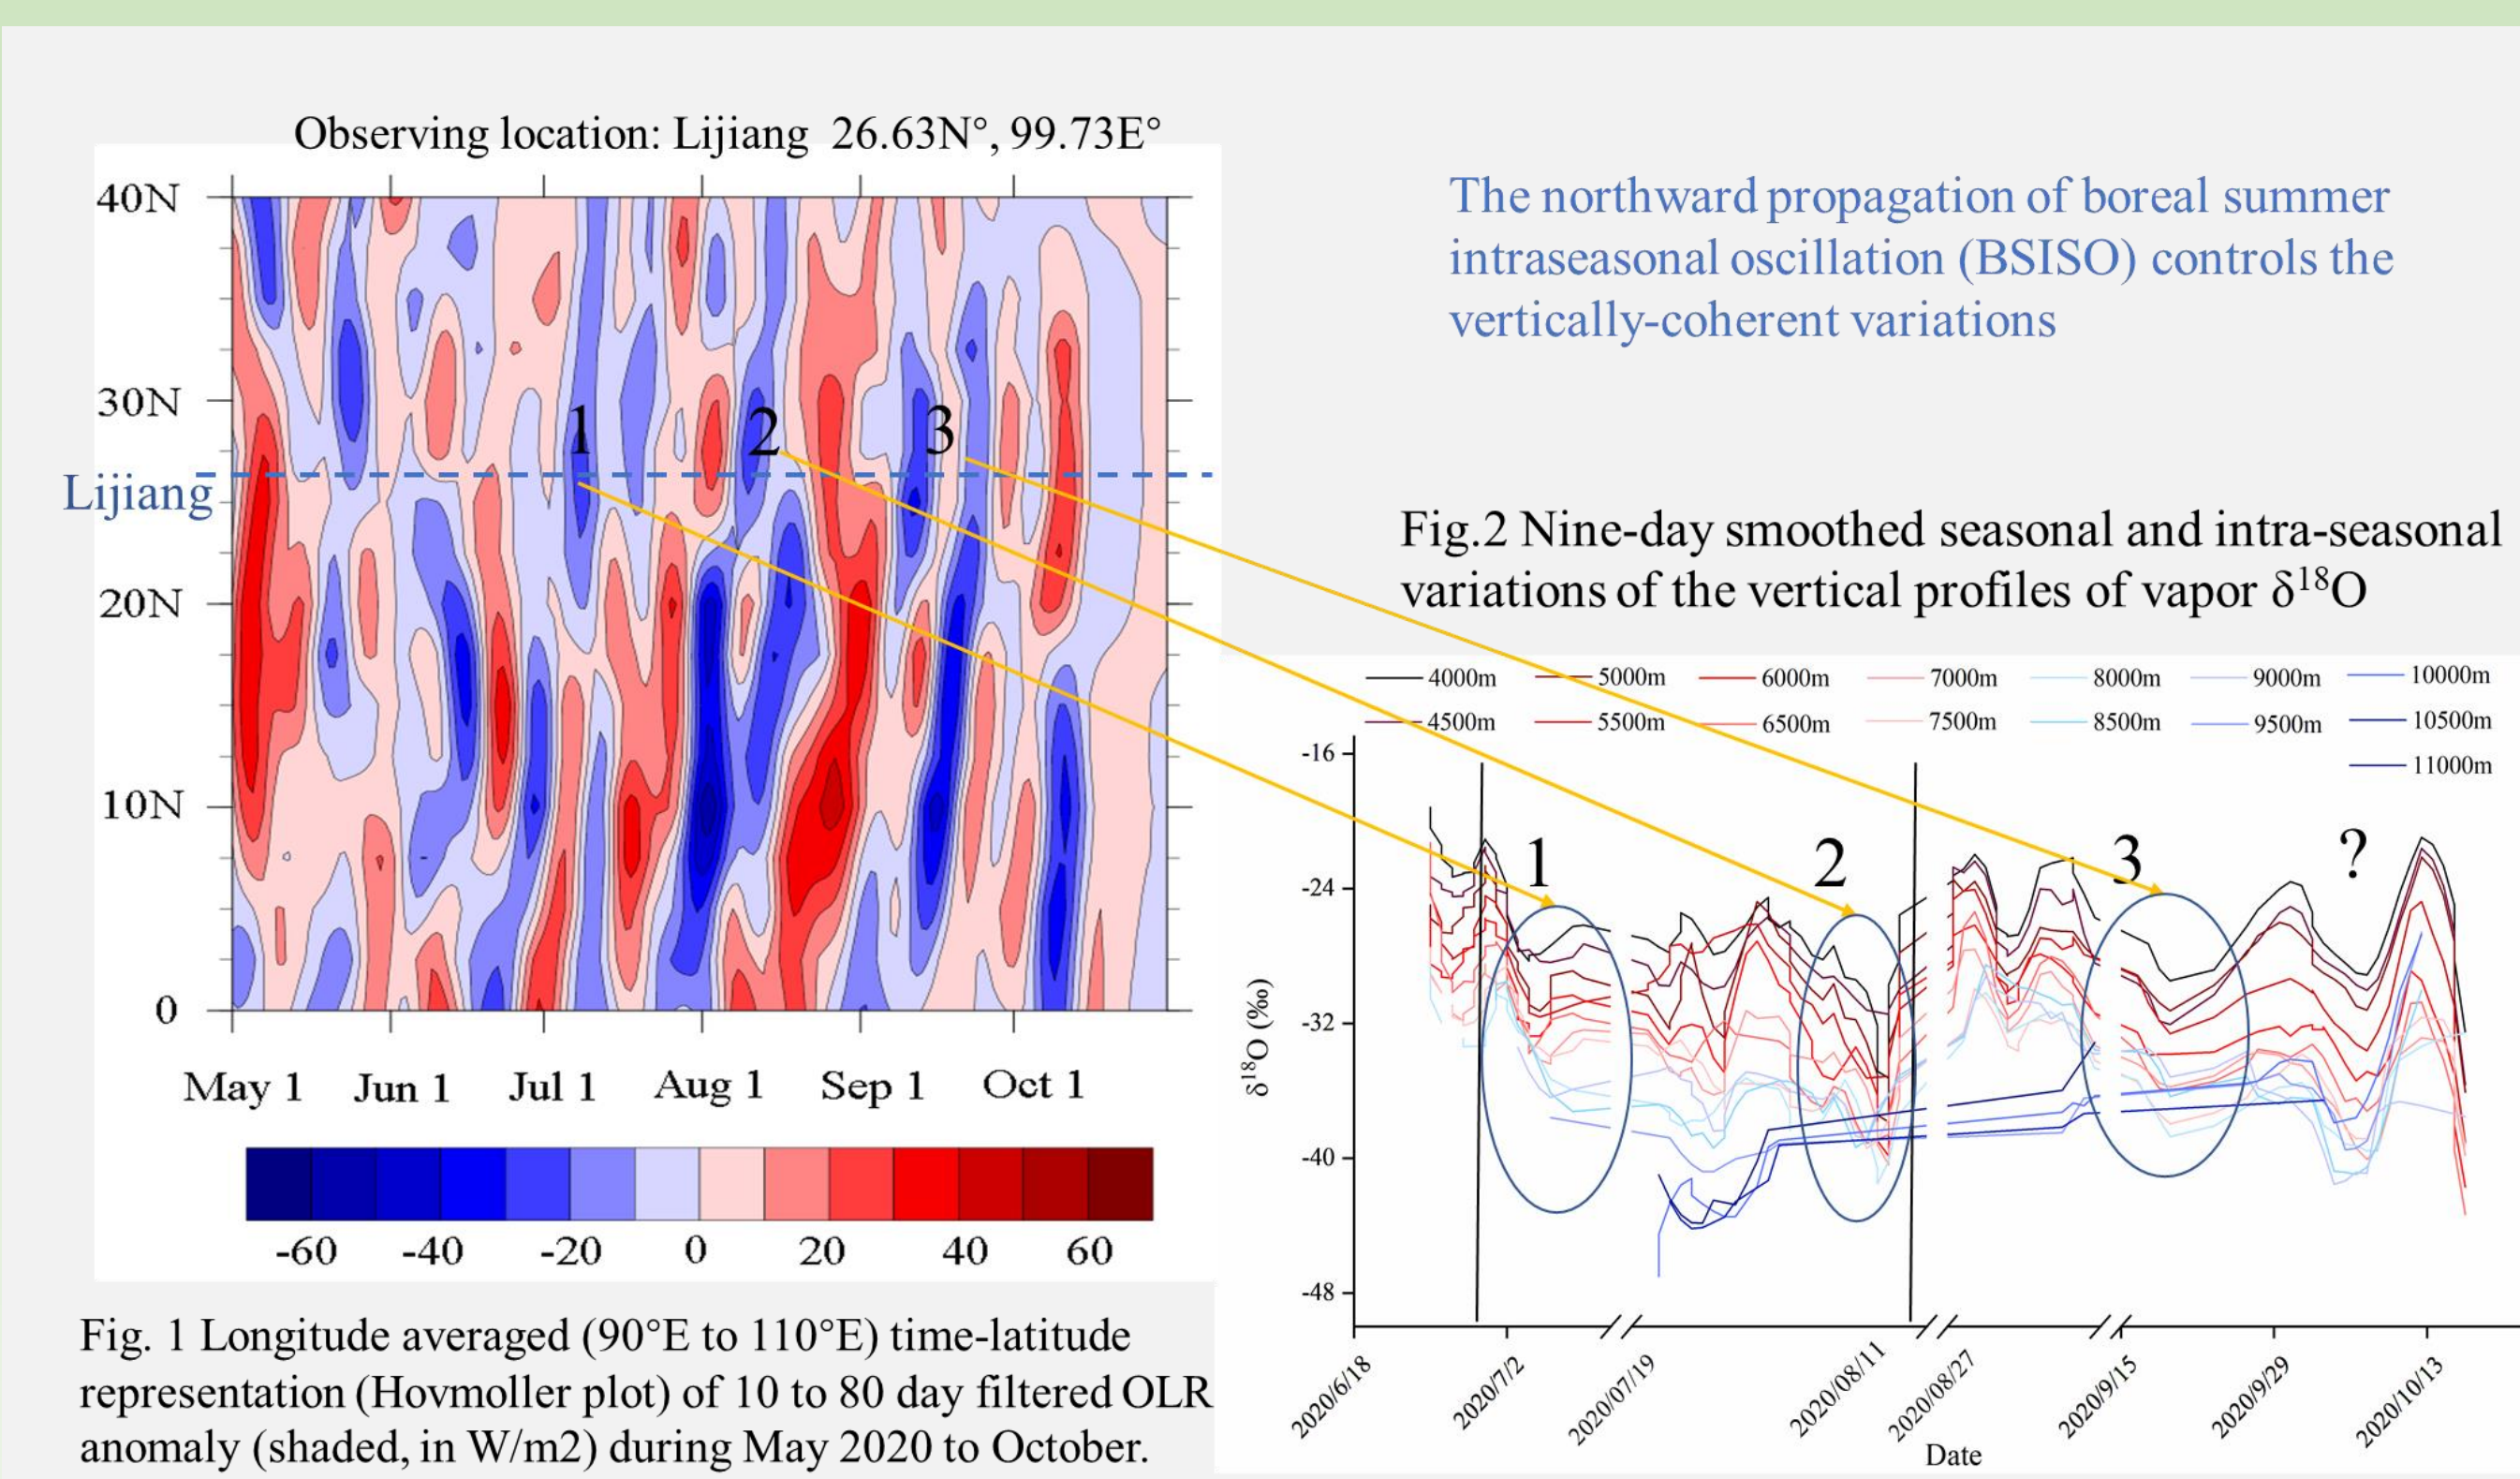 Observing location: Lijiang 26.63N°, 99.73E°
40N
30N
20N
10N
0
Lijiang
1
2
3
May 1
Jun 1
Jul 1
Aug 1
Sep 1
Oct 1
-60
-40
-20
0
20
40
60
Fig. 1 Longitude averaged (90°E to 110°E) time-latitude
representation (Hovmoller plot) of 10 to 80 day filtered OLR
anomaly (shaded, in W/m2) during May 2020 to October.
The northward propagation of boreal summer
intraseasonal oscillation (BSISO) controls the
vertically-coherent variations
Fig.2 Nine-day smoothed seasonal and intra-seasonal
variations of the vertical profiles of vapor δ¹⁸O
4000m
5000m
6000m
7000m
8000m
9000m
10000m
4500m
5500m
6500m
7500m
8500m
9500m
10500m
11000m
-16
-24
-32
-40
-48
δ¹⁸O (‰)
1
2
3
?
2020/6/18
2020/7/2
2020/07/19
2020/08/11
2020/08/27
2020/9/15
2020/9/29
2020/10/13
Date